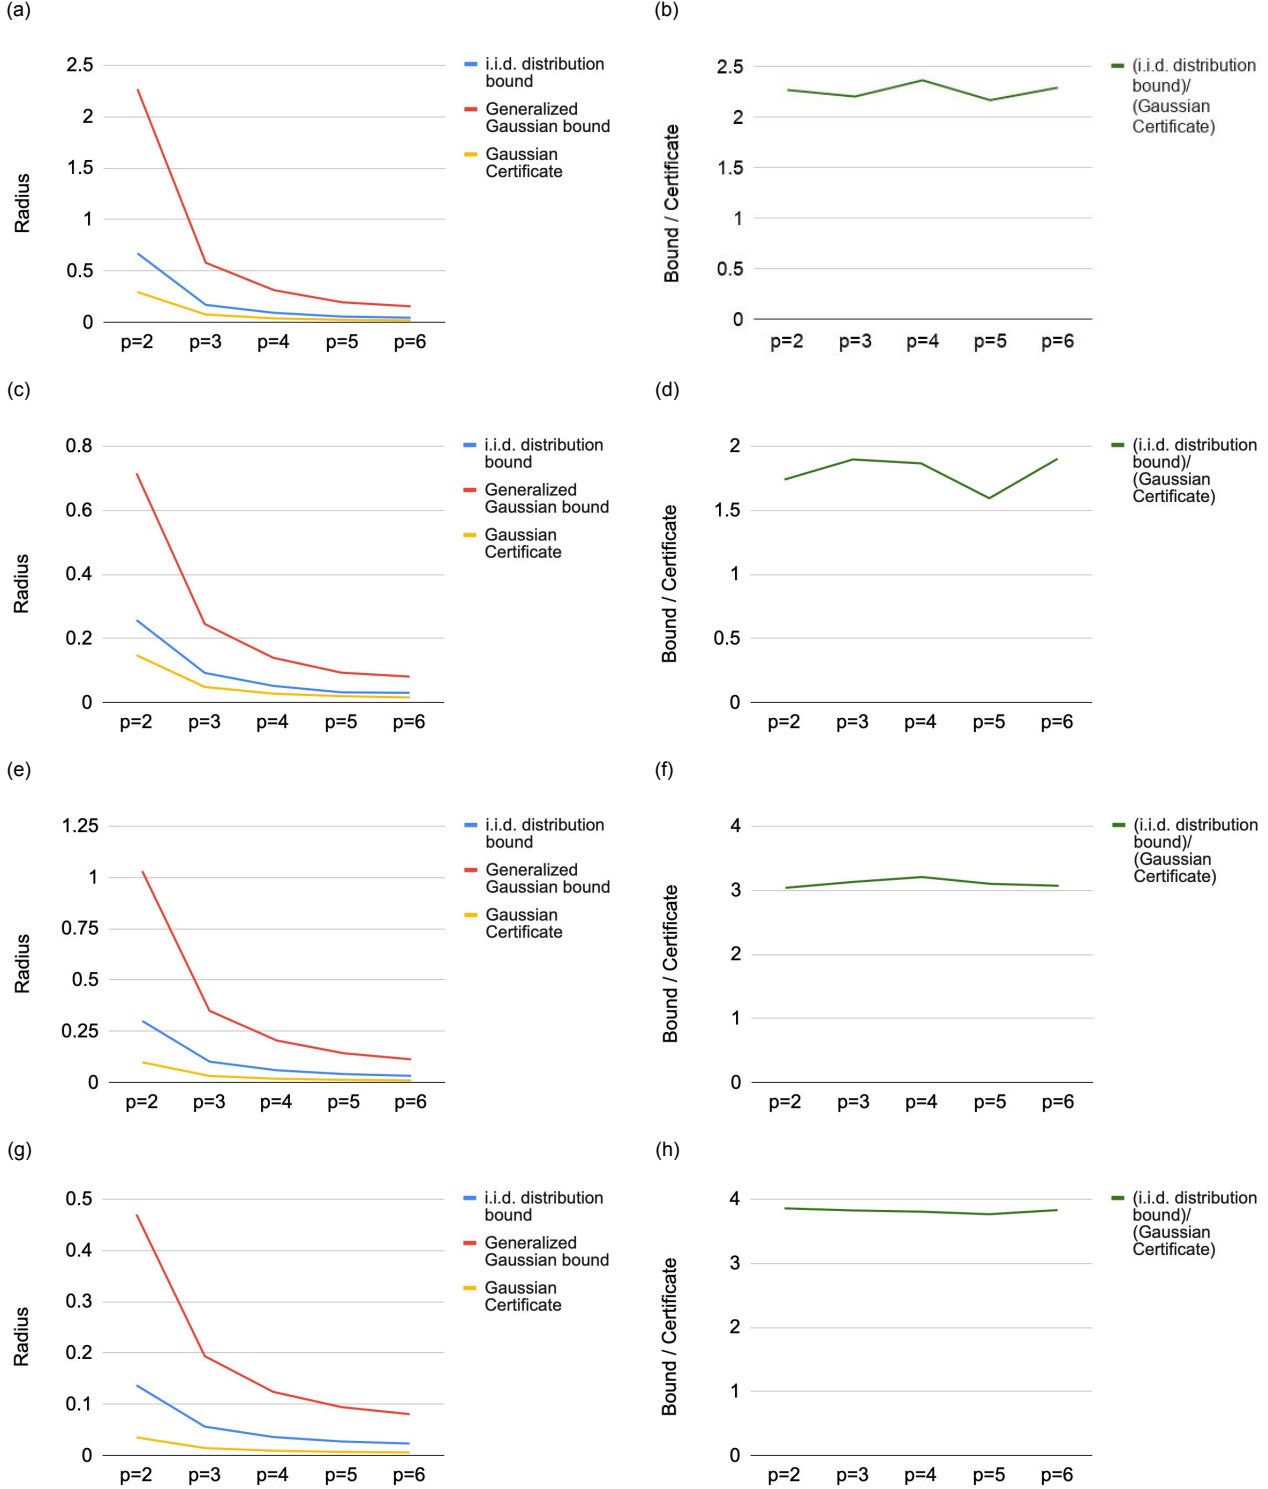 (a)
2.5
2
1.5
1
0.5
0
Radius
p=2 p=3 p=4 p=5 p=6
i.i.d. distribution
bound
Generalized
Gaussian bound
Gaussian
Certificate
(b)
2.5
2
1.5
1
0.5
0
Bound / Certificate
p=2 p=3 p=4 p=5 p=6
(i.i.d. distribution
bound)/
(Gaussian
Certificate)
(c)
0.8
0.6
0.4
0.2
0
Radius
p=2 p=3 p=4 p=5 p=6
i.i.d. distribution
bound
Generalized
Gaussian bound
Gaussian
Certificate
(d)
2
1.5
1
0.5
0
Bound / Certificate
p=2 p=3 p=4 p=5 p=6
(i.i.d. distribution
bound)/
(Gaussian
Certificate)
(e)
1.25
1
0.75
0.5
0.25
0
Radius
p=2 p=3 p=4 p=5 p=6
i.i.d. distribution
bound
Generalized
Gaussian bound
Gaussian
Certificate
(f)
4
3
2
1
0
Bound / Certificate
p=2 p=3 p=4 p=5 p=6
(i.i.d. distribution
bound)/
(Gaussian
Certificate)
(g)
0.5
0.4
0.3
0.2
0.1
0
Radius
p=2 p=3 p=4 p=5 p=6
i.i.d. distribution
bound
Generalized
Gaussian bound
Gaussian
Certificate
(h)
4
3
2
1
0
Bound / Certificate
p=2 p=3 p=4 p=5 p=6
(i.i.d. distribution
bound)/
(Gaussian
Certificate)